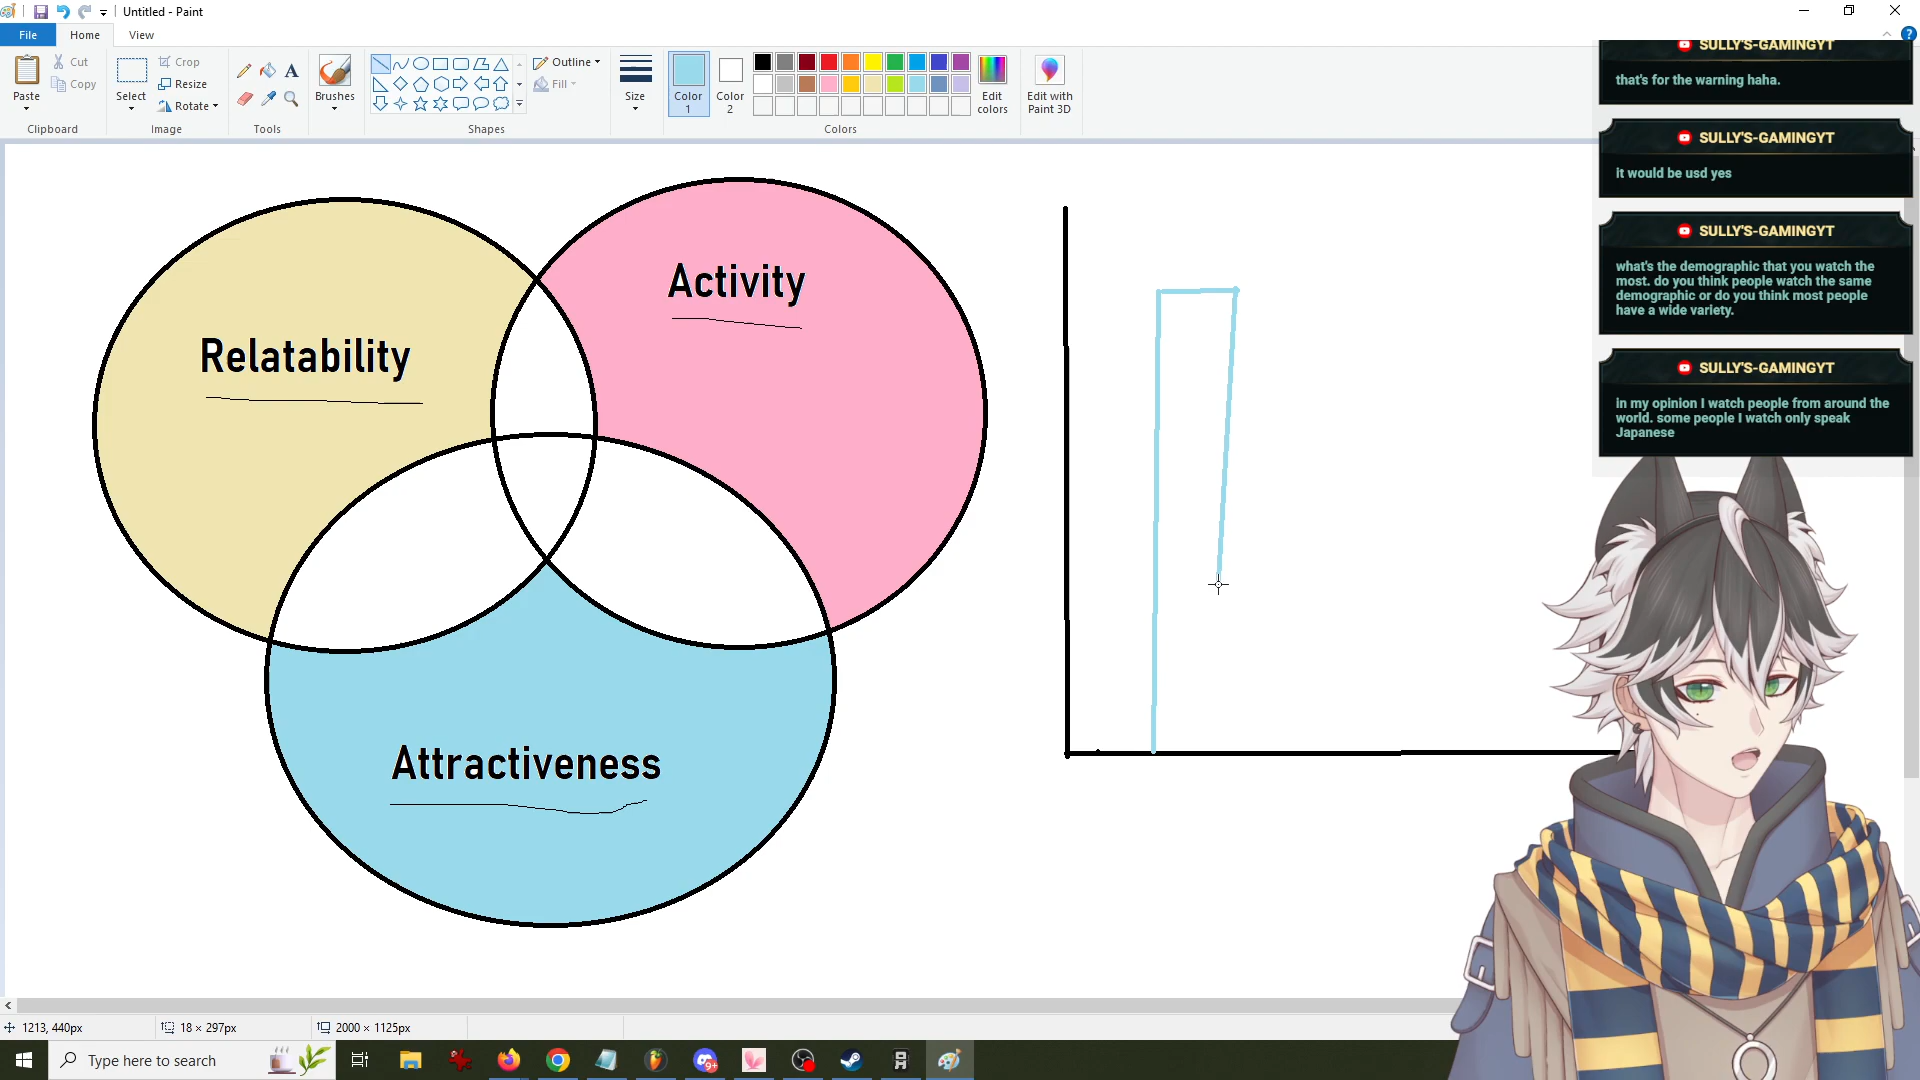 Untitled - Paint
File
Home
View
Paste
Cut
Copy
Clipboard
Select
Crop
Resize
Rotate
Image
Tools
Brushes
Outline
Fill
Shapes
Size
Color 1
Color 2
Edit colors
Colors
Edit with Paint 3D
Relatability
Activity
Attractiveness
SULLY'S-GAMINGYT
that's for the warning haha.
SULLY'S-GAMINGYT
it would be usd yes
SULLY'S-GAMINGYT
what's the demographic that you watch the
most. do you think people watch the same
demographic or do you think most people
have a wide variety.
SULLY'S-GAMINGYT
in my opinion I watch people from around the
world. some people I watch only speak
Japanese
1213, 440px
18 × 297px
2000 × 1125px
Type here to search
9+